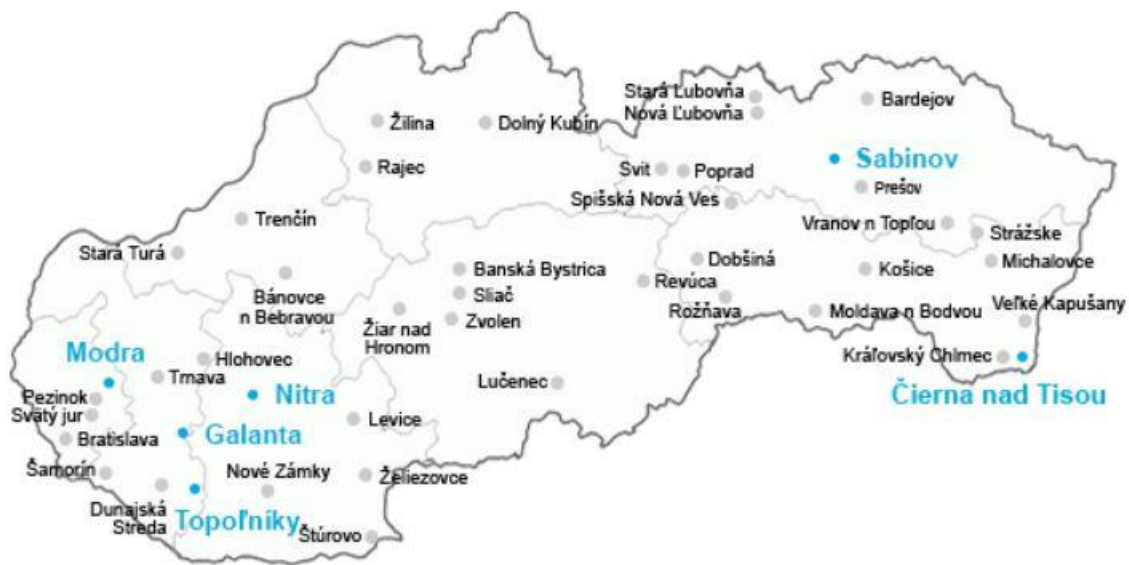 Stará Ľubovňa
Nová Ľubovňa
Bardejov
Žilina
Dolný Kubín
Sabinov
Rajec
Svit
Poprad
Prešov
Spišská Nová Ves
Trenčín
Vranov n Topľou
Strážske
Stará Turá
Banská Bystrica
Dobšiná
Košice
Michalovce
Bánovce
n Bebravou
Sliač
Revúca
Rožňava
Moldava n Bodvou
Veľké Kapušany
Žiar nad
Hronom
Zvolen
Modra
Hlohovec
Trnava
Kráľovský Chlmec
Lučenec
Nitra
Čierna nad Tisou
Pezinok
Svätý jur
Levice
Galanta
Bratislava
Šamorín
Nové Zámky
Želiezovce
Dunajská
Streda
Topoľníky
Štúrovo